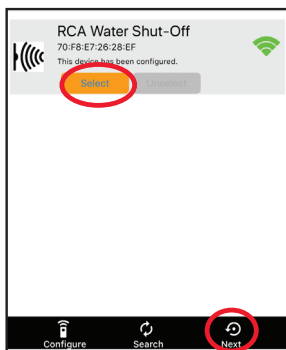 RCA Water Shut-Off
70:F8:E7:26:28:EF
This device has been configured.
Select Unselect
Configure Search Next